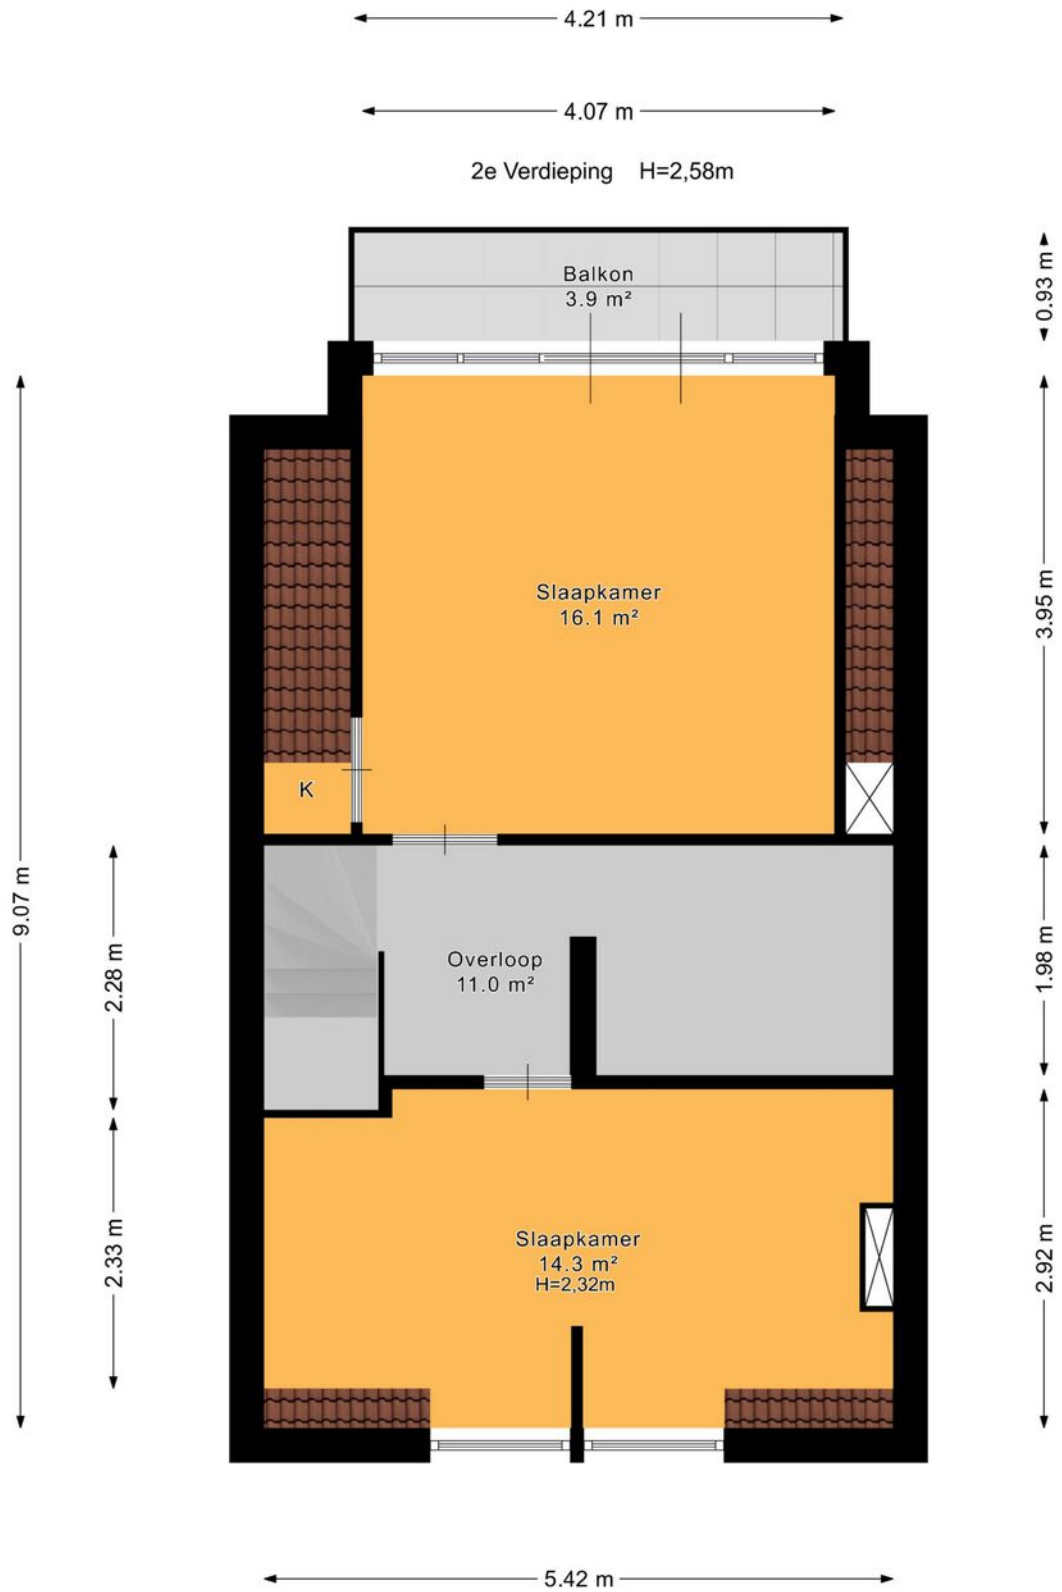 4.21 m
4.07 m
2e Verdieping H=2,58m
Balkon
3.9 m²
0.93 m
Slaapkamer
16.1 m²
3.95 m
K
9.07 m
2.28 m
Overloop
11.0 m²
1.98 m
2.33 m
Slaapkamer
14.3 m²
H=2,32m
2.92 m
5.42 m